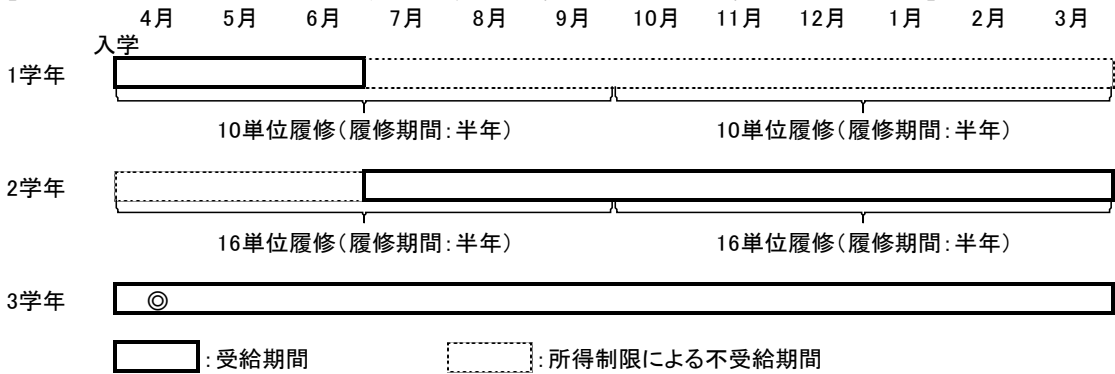 4月 5月 6月 7月 8月 9月 10月 11月 12月 1月 2月 3月
入学
1学年
10単位履修(履修期間:半年) 10単位履修(履修期間:半年)
2学年
16単位履修(履修期間:半年) 16単位履修(履修期間:半年)
3学年 ◎
:受給期間 :所得制限による不受給期間